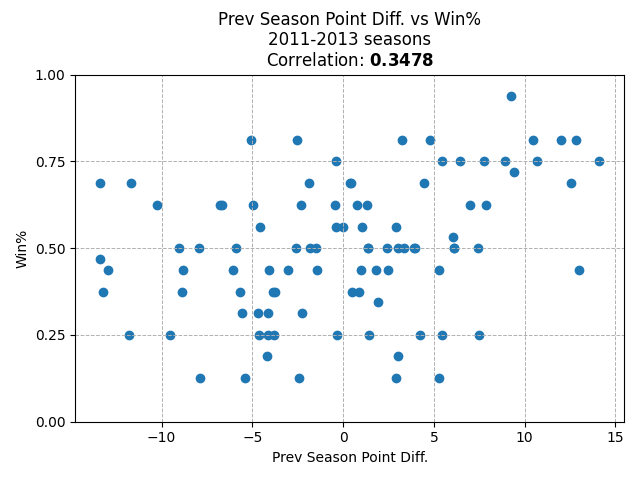 Prev Season Point Diff. vs Win%
2011-2013 seasons
Correlation: 0.3478
1.00
0.75
0.50
0.25
0.00
Win%
−10
−5
0
5
10
15
Prev Season Point Diff.